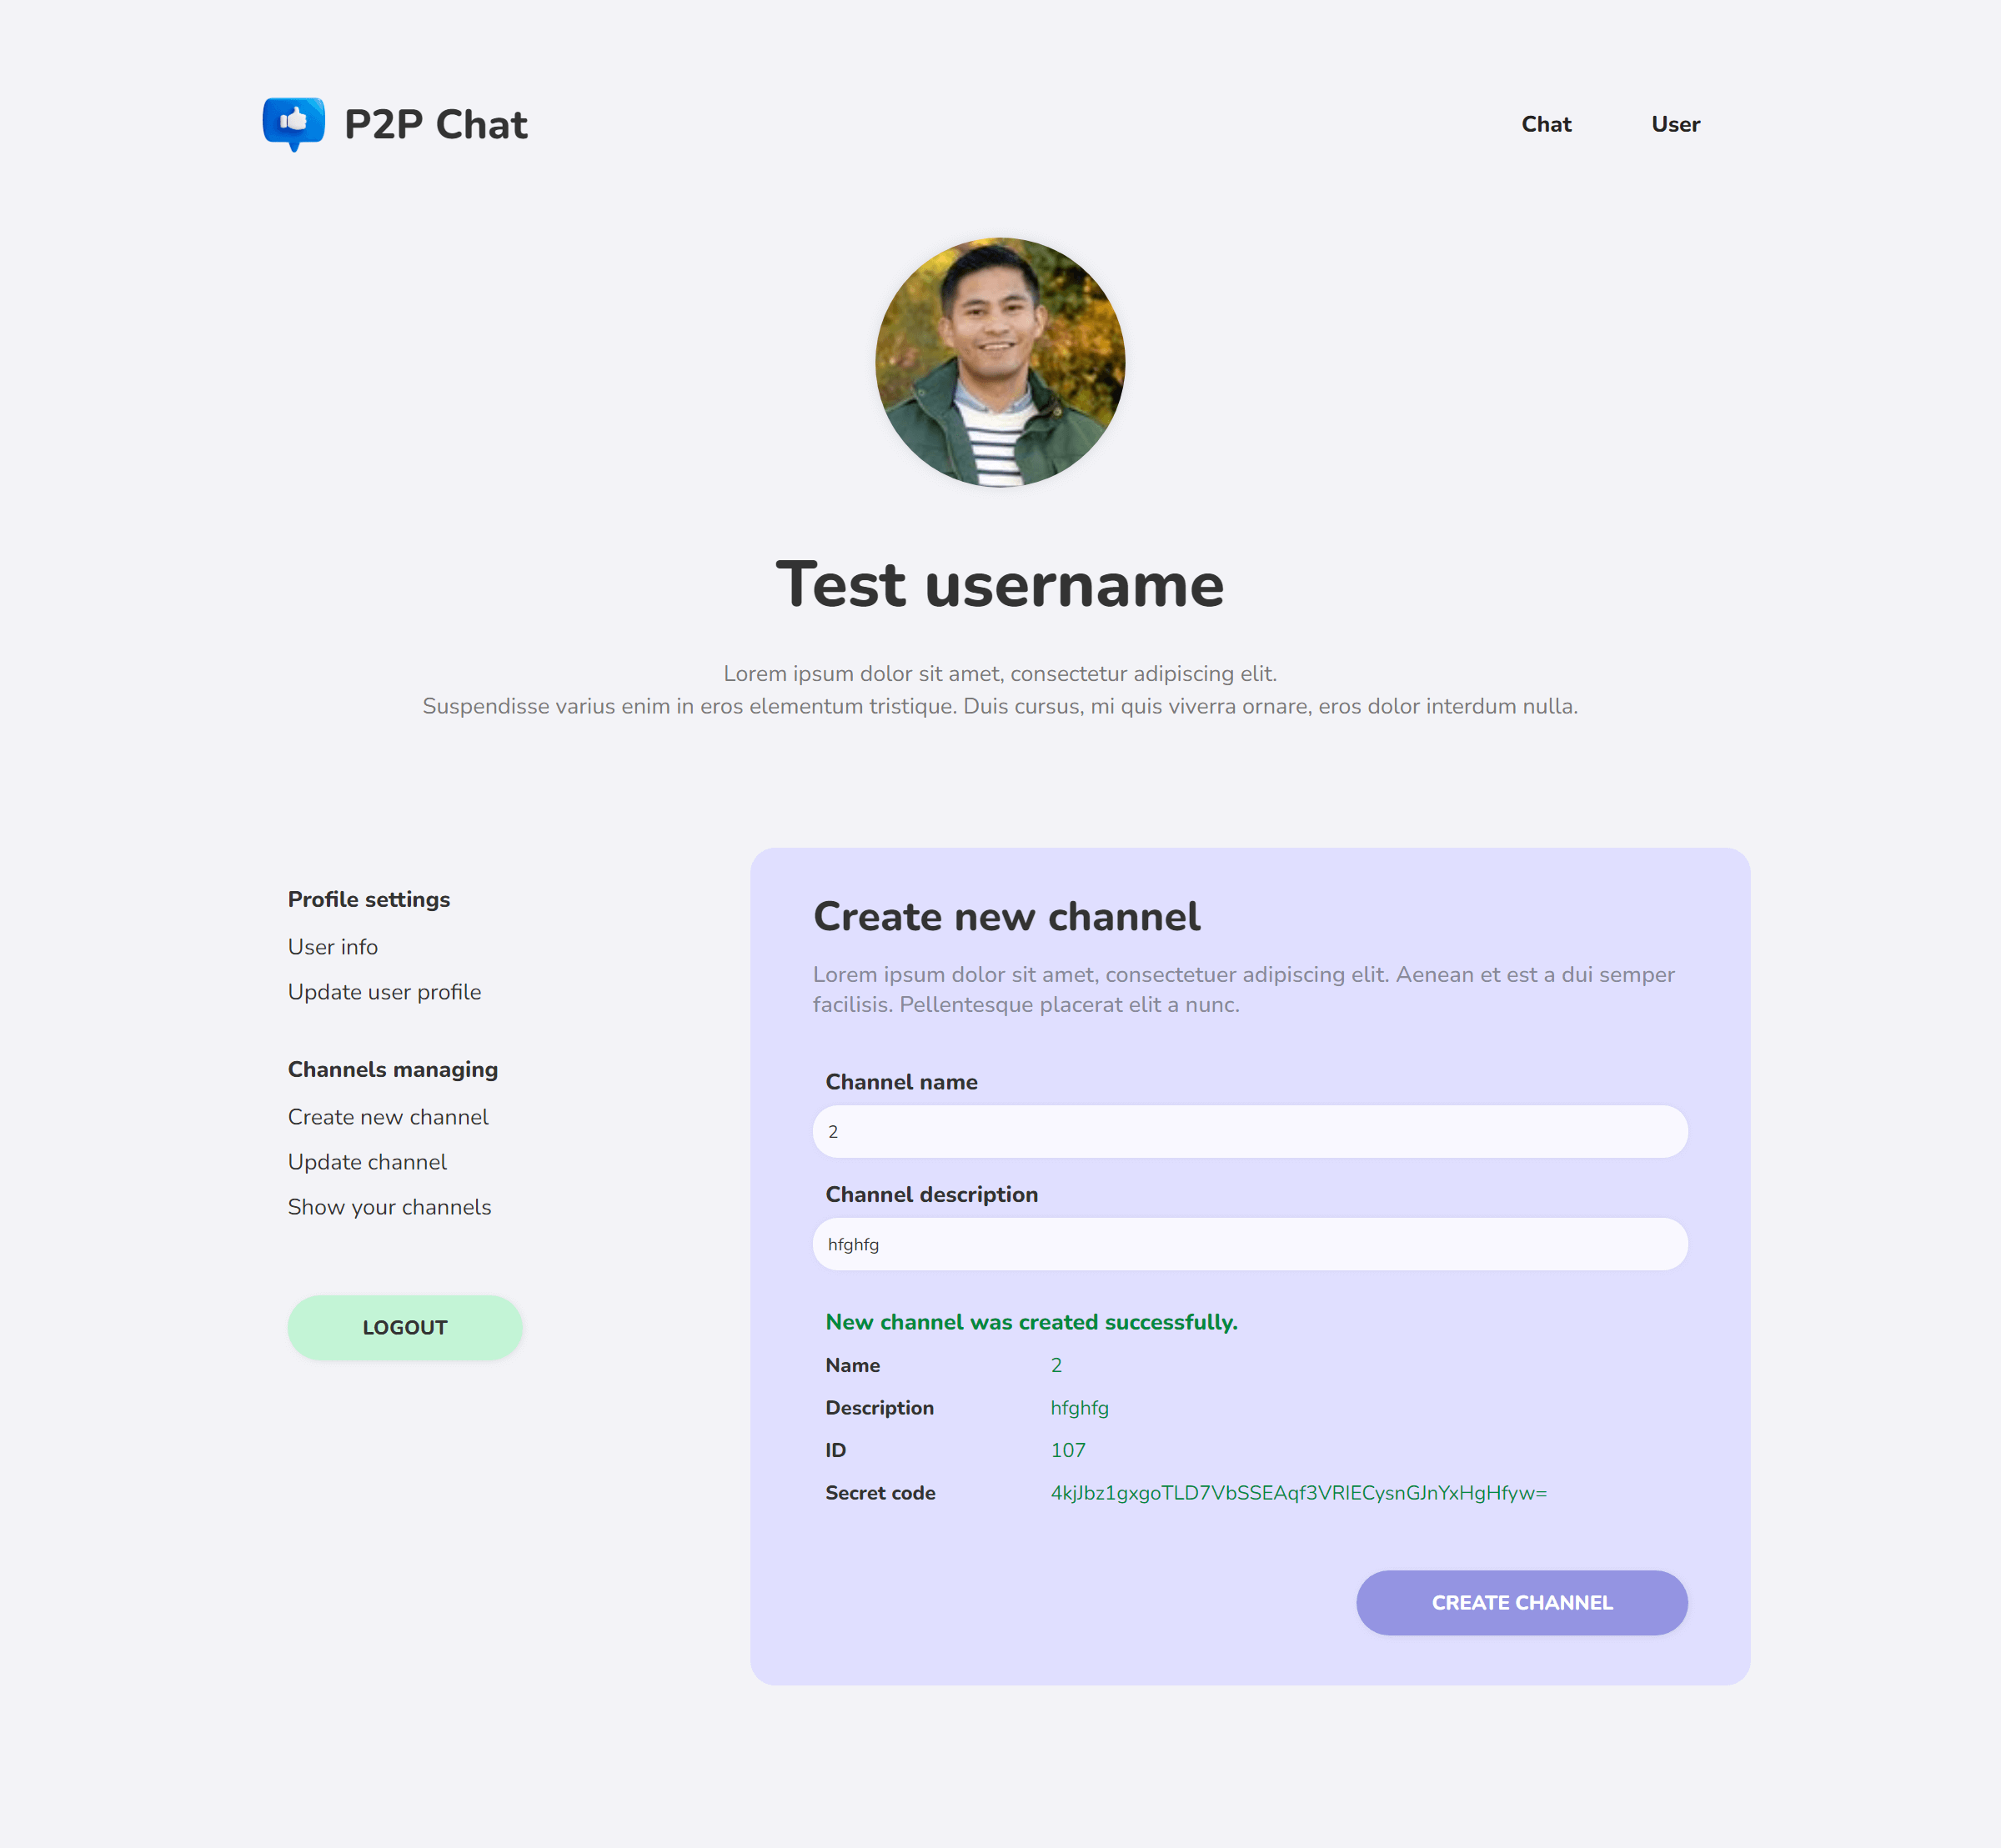 P2P Chat
Chat
User
Test username
Lorem ipsum dolor sit amet, consectetur adipiscing elit.
Suspendisse varius enim in eros elementum tristique. Duis cursus, mi quis viverra ornare, eros dolor interdum nulla.
Profile settings
User info
Update user profile
Channels managing
Create new channel
Update channel
Show your channels
LOGOUT
Create new channel
Lorem ipsum dolor sit amet, consectetuer adipiscing elit. Aenean et est a dui semper
facilisis. Pellentesque placerat elit a nunc.
Channel name
2
Channel description
hfghfg
New channel was created successfully.
Name 2
Description hfghfg
ID 107
Secret code 4kjJbz1gxgoTLD7VbSSEAqf3VRIECysnGJnYxHgHfyw=
CREATE CHANNEL